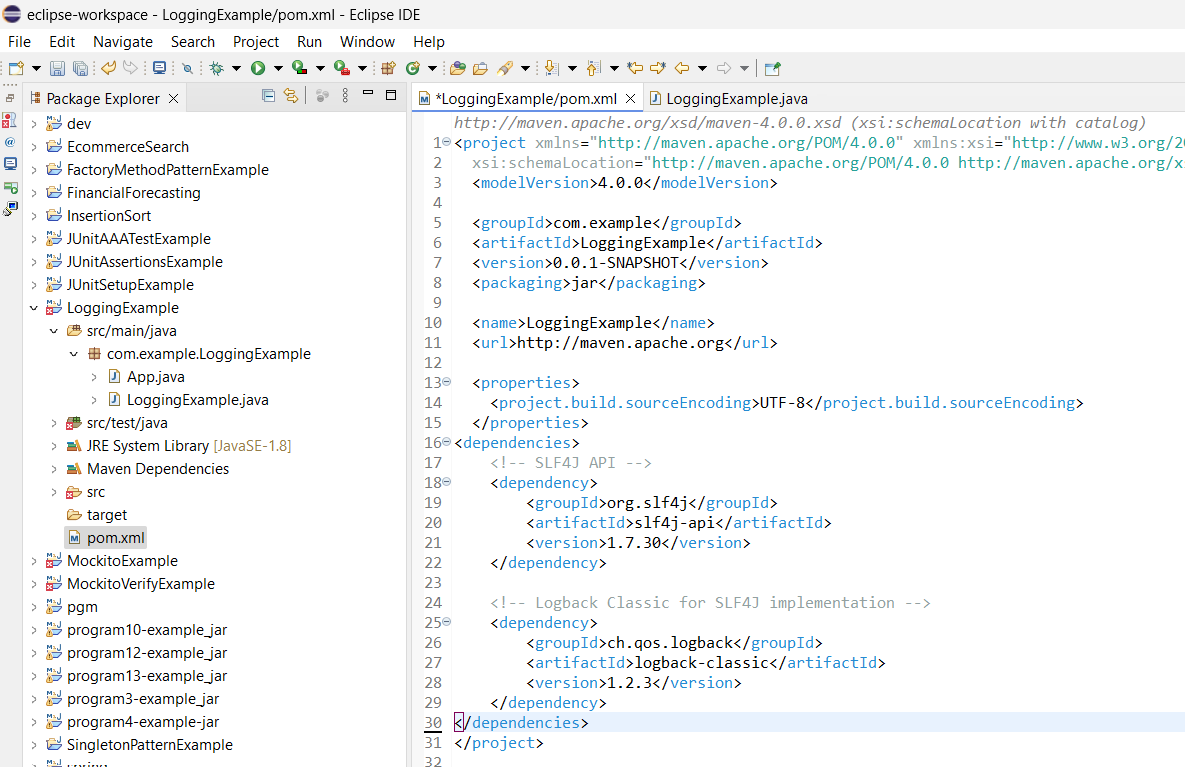 eclipse-workspace - LoggingExample/pom.xml - Eclipse IDE
File Edit Navigate Search Project Run Window Help
Package Explorer
*LoggingExample/pom.xml
LoggingExample.java
dev
EcommerceSearch
FactoryMethodPatternExample
FinancialForecasting
InsertionSort
JUnitAAATestExample
JUnitAssertionsExample
JUnitSetupExample
LoggingExample
src/main/java
com.example.LoggingExample
App.java
LoggingExample.java
src/test/java
JRE System Library [JavaSE-1.8]
Maven Dependencies
src
target
pom.xml
MockitoExample
MockitoVerifyExample
pgm
program10-example_jar
program12-example_jar
program13-example_jar
program3-example_jar
program4-example-jar
SingletonPatternExample
spring
http://maven.apache.org/xsd/maven-4.0.0.xsd (xsi:schemaLocation with catalog)
1 <project xmlns="http://maven.apache.org/POM/4.0.0" xmlns:xsi="http://www.w3.org/20
2 xsi:schemaLocation="http://maven.apache.org/POM/4.0.0 http://maven.apache.org/xs
3 <modelVersion>4.0.0</modelVersion>
4
5 <groupId>com.example</groupId>
6 <artifactId>LoggingExample</artifactId>
7 <version>0.0.1-SNAPSHOT</version>
8 <packaging>jar</packaging>
9
10 <name>LoggingExample</name>
11 <url>http://maven.apache.org</url>
12
13 <properties>
14 <project.build.sourceEncoding>UTF-8</project.build.sourceEncoding>
15 </properties>
16 <dependencies>
17 <!-- SLF4J API -->
18 <dependency>
19 <groupId>org.slf4j</groupId>
20 <artifactId>slf4j-api</artifactId>
21 <version>1.7.30</version>
22 </dependency>
23
24 <!-- Logback Classic for SLF4J implementation -->
25 <dependency>
26 <groupId>ch.qos.logback</groupId>
27 <artifactId>logback-classic</artifactId>
28 <version>1.2.3</version>
29 </dependency>
30 </dependencies>
31 </project>
32